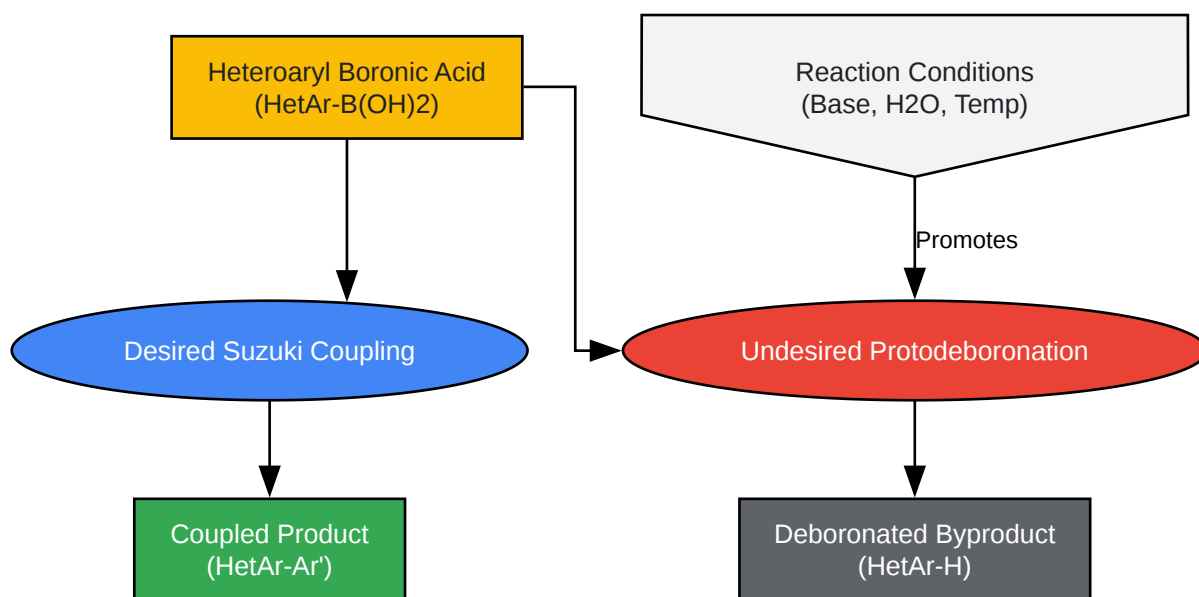 Heteroaryl Boronic Acid
(HetAr-B(OH)2)
Reaction Conditions
(Base, H2O, Temp)
Promotes
Desired Suzuki Coupling
Undesired Protodeboronation
Coupled Product
(HetAr-Ar')
Deboronated Byproduct
(HetAr-H)